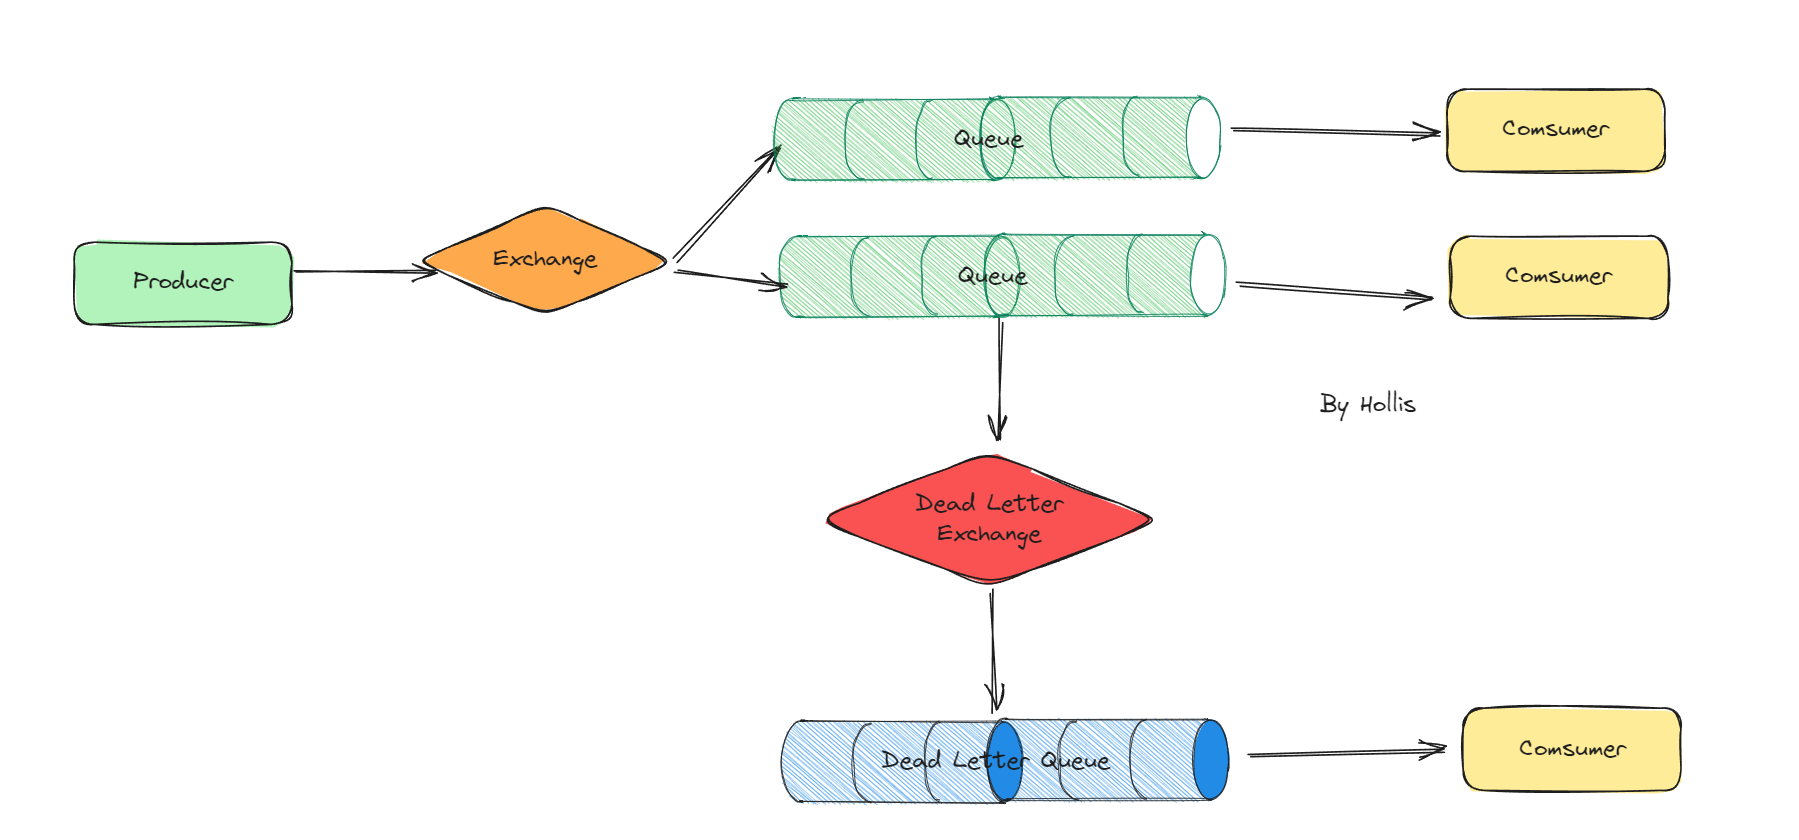 Queue
Comsumer
Producer
Exchange
Queue
Comsumer
By Hollis
Dead Letter
Exchange
Dead Letter Queue
Comsumer